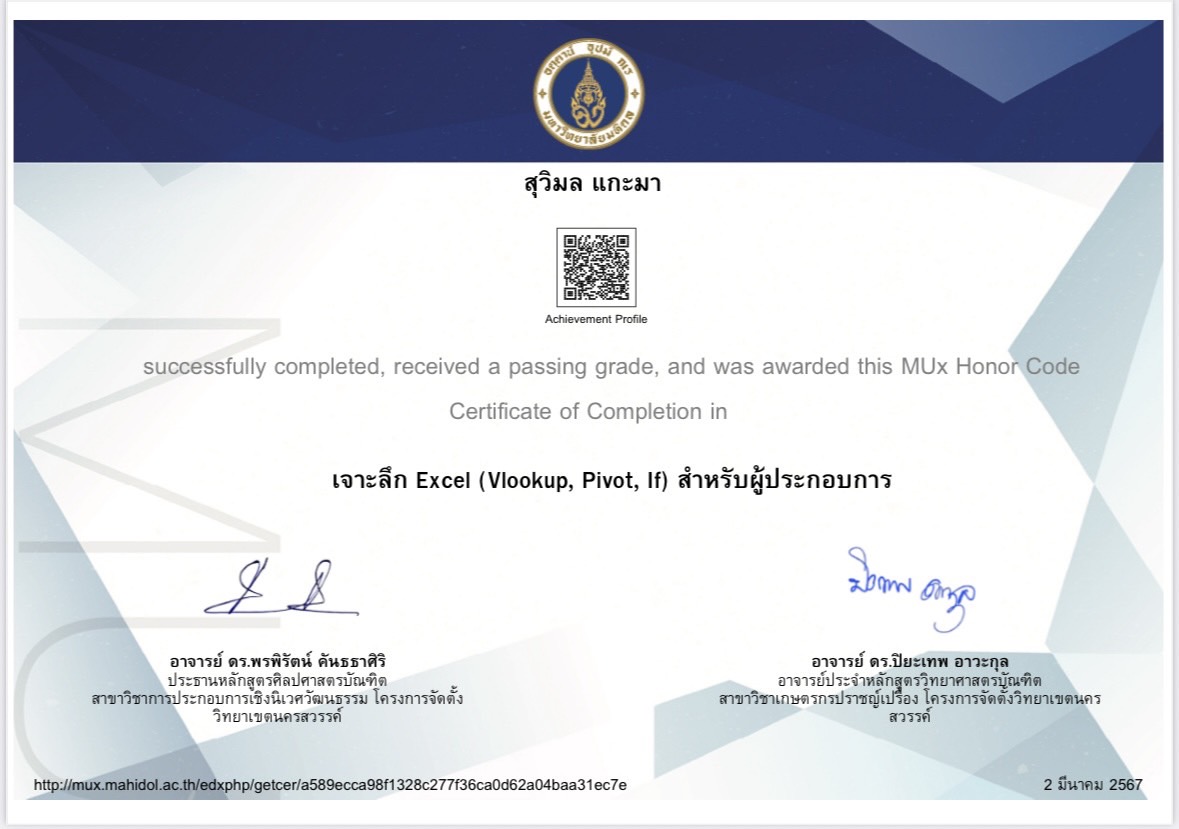 อตฺตานํ อุปมํ กเร
มหาวิทยาลัยมหิดล
สุวิมล แกะมา
Achievement Profile
successfully completed, received a passing grade, and was awarded this MUx Honor Code
Certificate of Completion in
เจาะลึก Excel (Vlookup, Pivot, If) สำหรับผู้ประกอบการ
อาจารย์ ดร.พรพิรัตน์ คันธธาศิริ
ประธานหลักสูตรศิลปศาสตรบัณฑิต
สาขาวิชาการประกอบการเชิงนิเวศวัฒนธรรม โครงการจัดตั้ง
วิทยาเขตนครสวรรค์
อาจารย์ ดร.ปิยะเทพ อาวะกุล
อาจารย์ประจำหลักสูตรวิทยาศาสตรบัณฑิต
สาขาวิชาเกษตรกรปราชญ์เปรื่อง โครงการจัดตั้งวิทยาเขตนคร
สวรรค์
http://mux.mahidol.ac.th/edxphp/getcer/a589ecca98f1328c277f36ca0d62a04baa31ec7e
2 มีนาคม 2567